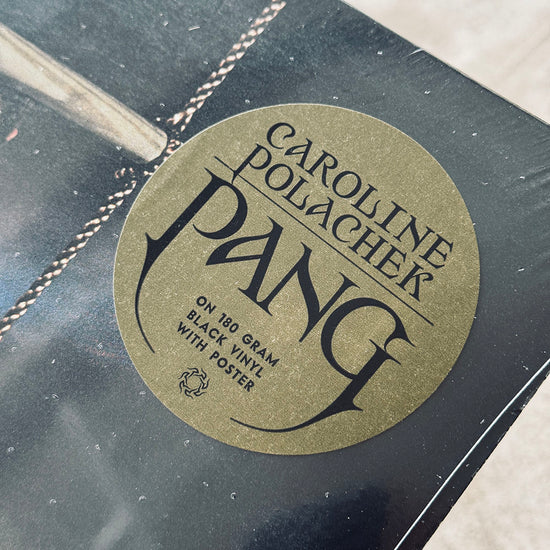 CAROLINE
POLACHEK
PANG
ON 180 GRAM
BLACK VINYL
WITH POSTER